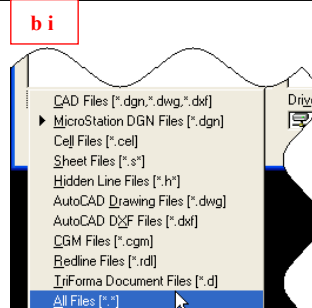 b i
CAD Files [*.dgn,*.dwg,*.dxf]
MicroStation DGN Files [*.dgn]
Cell Files [*.cel]
Sheet Files [*.s*]
Hidden Line Files [*.h*]
AutoCAD Drawing Files [*.dwg]
AutoCAD DXF Files [*.dxf]
CGM Files [*.cgm]
Redline Files [*.rdl]
TriForma Document Files [*.d]
All Files [*.*]